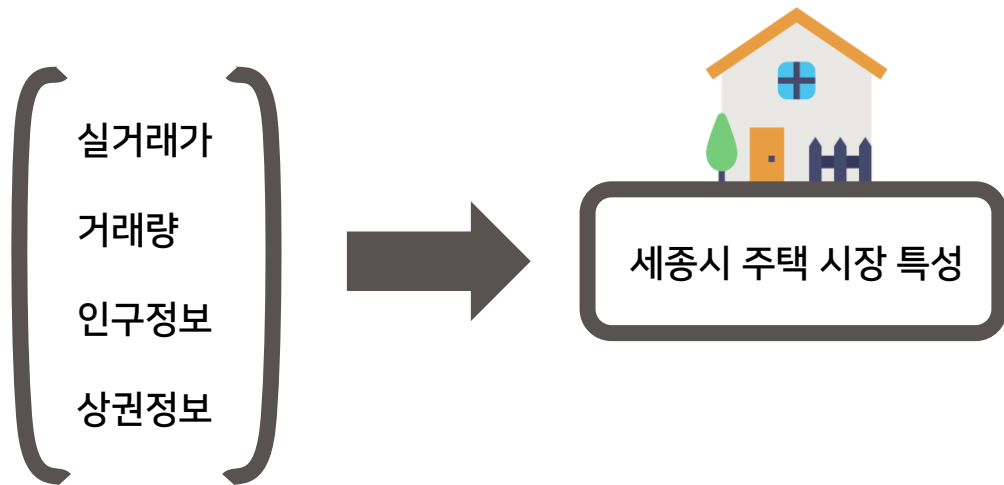 실거래가
거래량
인구정보
상권정보
세종시 주택 시장 특성